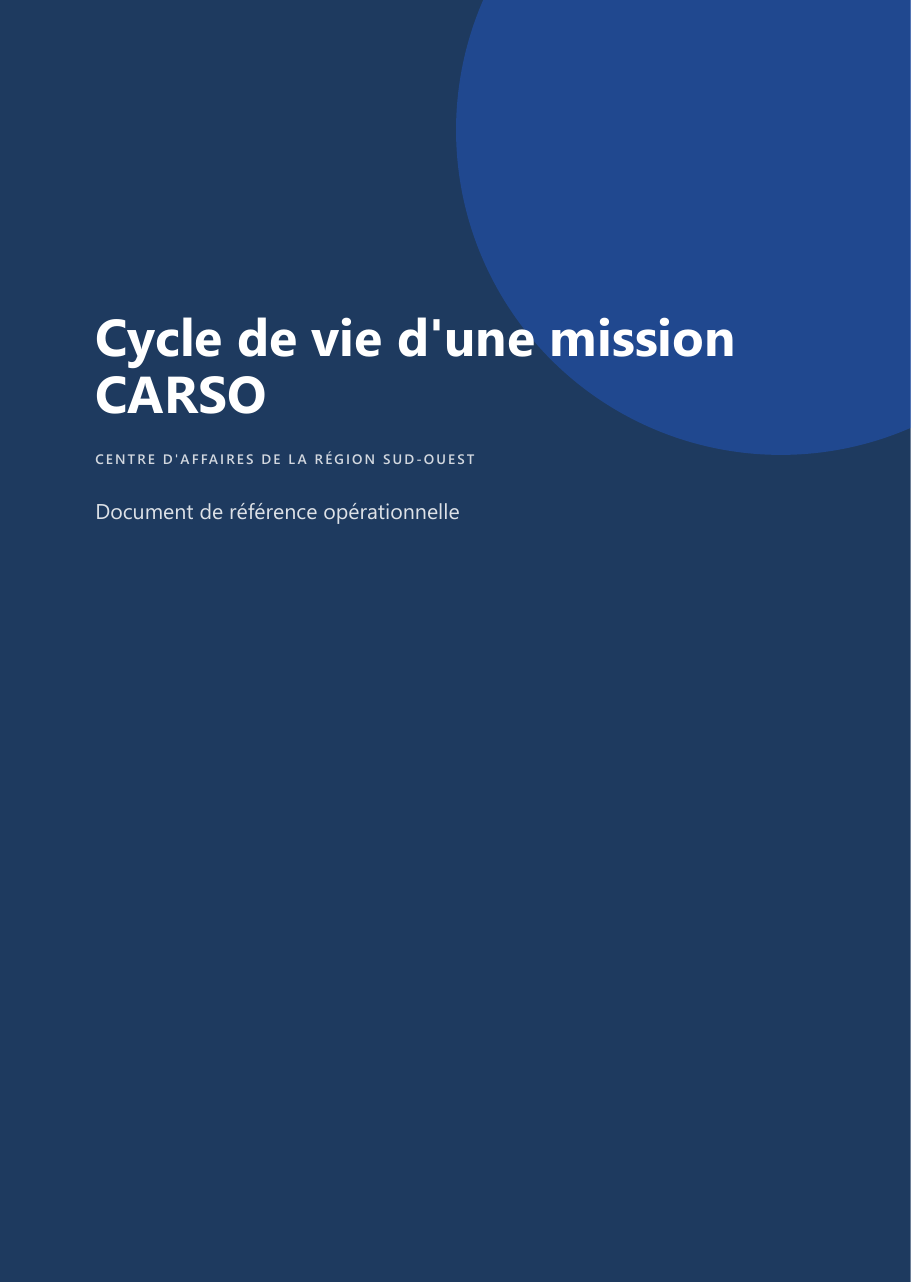 Cycle de vie d'une mission
CARSO
CENTRE D'AFFAIRES DE LA RÉGION SUD-OUEST
Document de référence opérationnelle